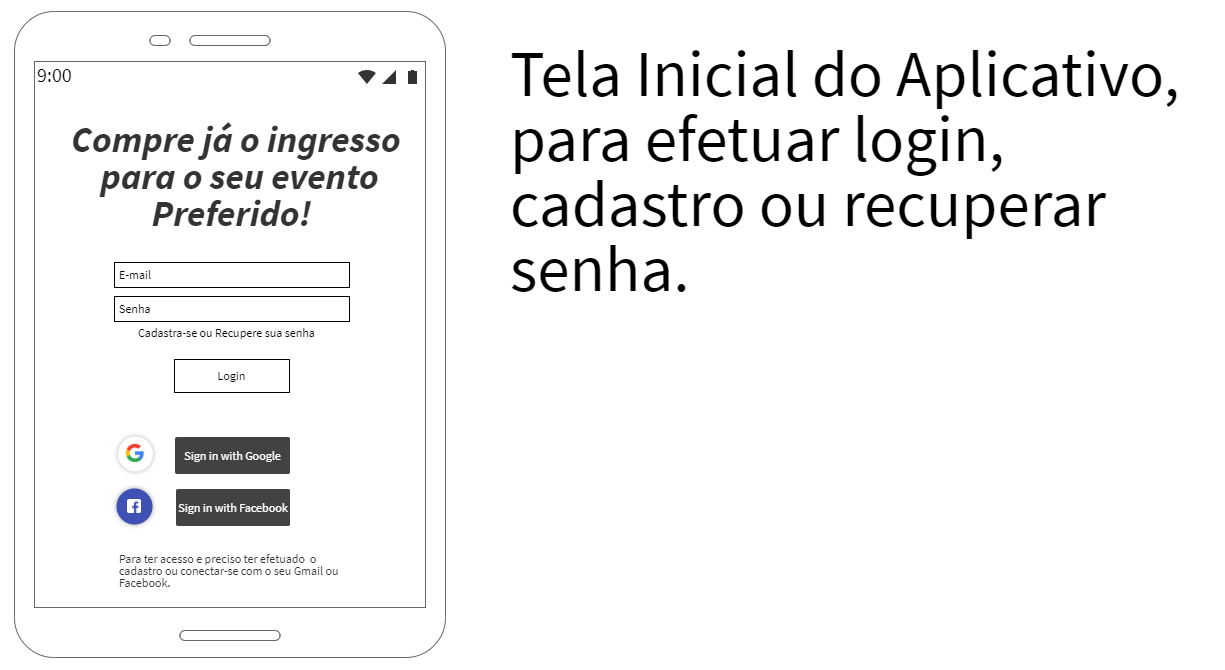 9:00
Compre já o ingresso
para o seu evento
Preferido!
E-mail
Senha
Cadastra-se ou Recupere sua senha
Login
Sign in with Google
Sign in with Facebook
Para ter acesso e preciso ter efetuado  o
cadastro ou conectar-se com o seu Gmail ou
Facebook.
Tela Inicial do Aplicativo,
para efetuar login,
cadastro ou recuperar
senha.